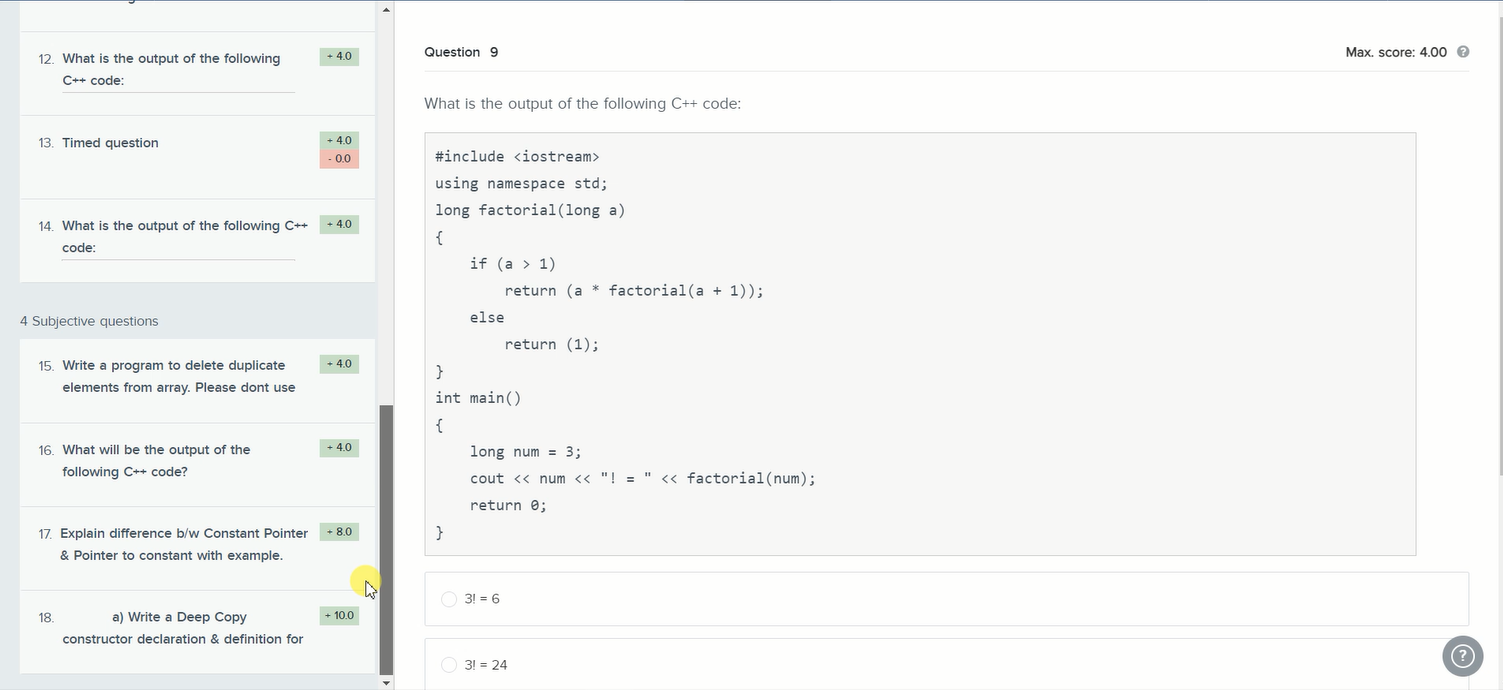 12. What is the output of the following + 4.0
C++ code:
13. Timed question + 4.0
- 0.0
14. What is the output of the following C++ + 4.0
code:
4 Subjective questions
15. Write a program to delete duplicate + 4.0
elements from array. Please dont use
16. What will be the output of the + 4.0
following C++ code?
17. Explain difference b/w Constant Pointer + 8.0
& Pointer to constant with example.
18. a) Write a Deep Copy + 10.0
constructor declaration & definition for
Question 9 Max. score: 4.00 ?
What is the output of the following C++ code:
#include <iostream>
using namespace std;
long factorial(long a)
{
if (a > 1)
return (a * factorial(a + 1));
else
return (1);
}
int main()
{
long num = 3;
cout << num << "! = " << factorial(num);
return 0;
}
3! = 6
3! = 24
?